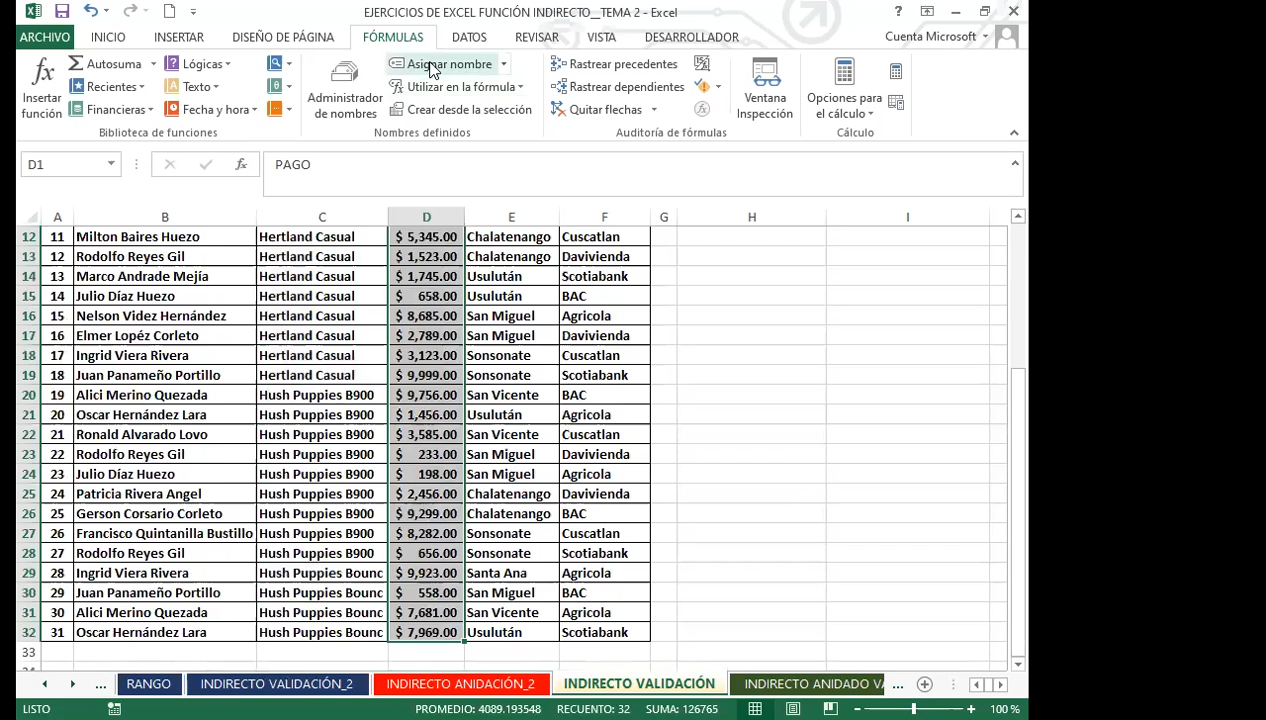 EJERCICIOS DE EXCEL FUNCIÓN INDIRECTO__TEMA 2 - Excel
ARCHIVO INICIO INSERTAR DISEÑO DE PÁGINA FÓRMULAS DATOS REVISAR VISTA DESARROLLADOR Cuenta Microsoft
Insertar función
Autosuma
Recientes
Financieras
Lógicas
Texto
Fecha y hora
Biblioteca de funciones
Administrador de nombres
Asignar nombre
Utilizar en la fórmula
Crear desde la selección
Nombres definidos
Rastrear precedentes
Rastrear dependientes
Quitar flechas
Auditoría de fórmulas
Ventana Inspección
Opciones para el cálculo
Cálculo
D1 fx PAGO
A B C D E F G H I
12 11 Milton Baires Huezo Hertland Casual $ 5,345.00 Chalatenango Cuscatlan
13 12 Rodolfo Reyes Gil Hertland Casual $ 1,523.00 Chalatenango Davivienda
14 13 Marco Andrade Mejía Hertland Casual $ 1,745.00 Usulután Scotiabank
15 14 Julio Díaz Huezo Hertland Casual $ 658.00 Usulután BAC
16 15 Nelson Videz Hernández Hertland Casual $ 8,685.00 San Miguel Agricola
17 16 Elmer Lopéz Corleto Hertland Casual $ 2,789.00 San Miguel Davivienda
18 17 Ingrid Viera Rivera Hertland Casual $ 3,123.00 Sonsonate Cuscatlan
19 18 Juan Panameño Portillo Hertland Casual $ 9,999.00 Sonsonate Scotiabank
20 19 Alici Merino Quezada Hush Puppies B900 $ 9,756.00 San Vicente BAC
21 20 Oscar Hernández Lara Hush Puppies B900 $ 1,456.00 Usulután Agricola
22 21 Ronald Alvarado Lovo Hush Puppies B900 $ 3,585.00 San Vicente Cuscatlan
23 22 Rodolfo Reyes Gil Hush Puppies B900 $ 233.00 San Miguel Davivienda
24 23 Julio Díaz Huezo Hush Puppies B900 $ 198.00 San Miguel Agricola
25 24 Patricia Rivera Angel Hush Puppies B900 $ 2,456.00 Chalatenango Davivienda
26 25 Gerson Corsario Corleto Hush Puppies B900 $ 9,299.00 Chalatenango BAC
27 26 Francisco Quintanilla Bustillo Hush Puppies B900 $ 8,282.00 Sonsonate Cuscatlan
28 27 Rodolfo Reyes Gil Hush Puppies B900 $ 656.00 Sonsonate Scotiabank
29 28 Ingrid Viera Rivera Hush Puppies Bounc $ 9,923.00 Santa Ana Agricola
30 29 Juan Panameño Portillo Hush Puppies Bounc $ 558.00 San Miguel BAC
31 30 Alici Merino Quezada Hush Puppies Bounc $ 7,681.00 San Vicente Agricola
32 31 Oscar Hernández Lara Hush Puppies Bounc $ 7,969.00 Usulután Scotiabank
33
... RANGO INDIRECTO VALIDACIÓN_2 INDIRECTO ANIDACIÓN_2 INDIRECTO VALIDACIÓN INDIRECTO ANIDADO VA ...
LISTO PROMEDIO: 4089.193548 RECUENTO: 32 SUMA: 126765 100 %